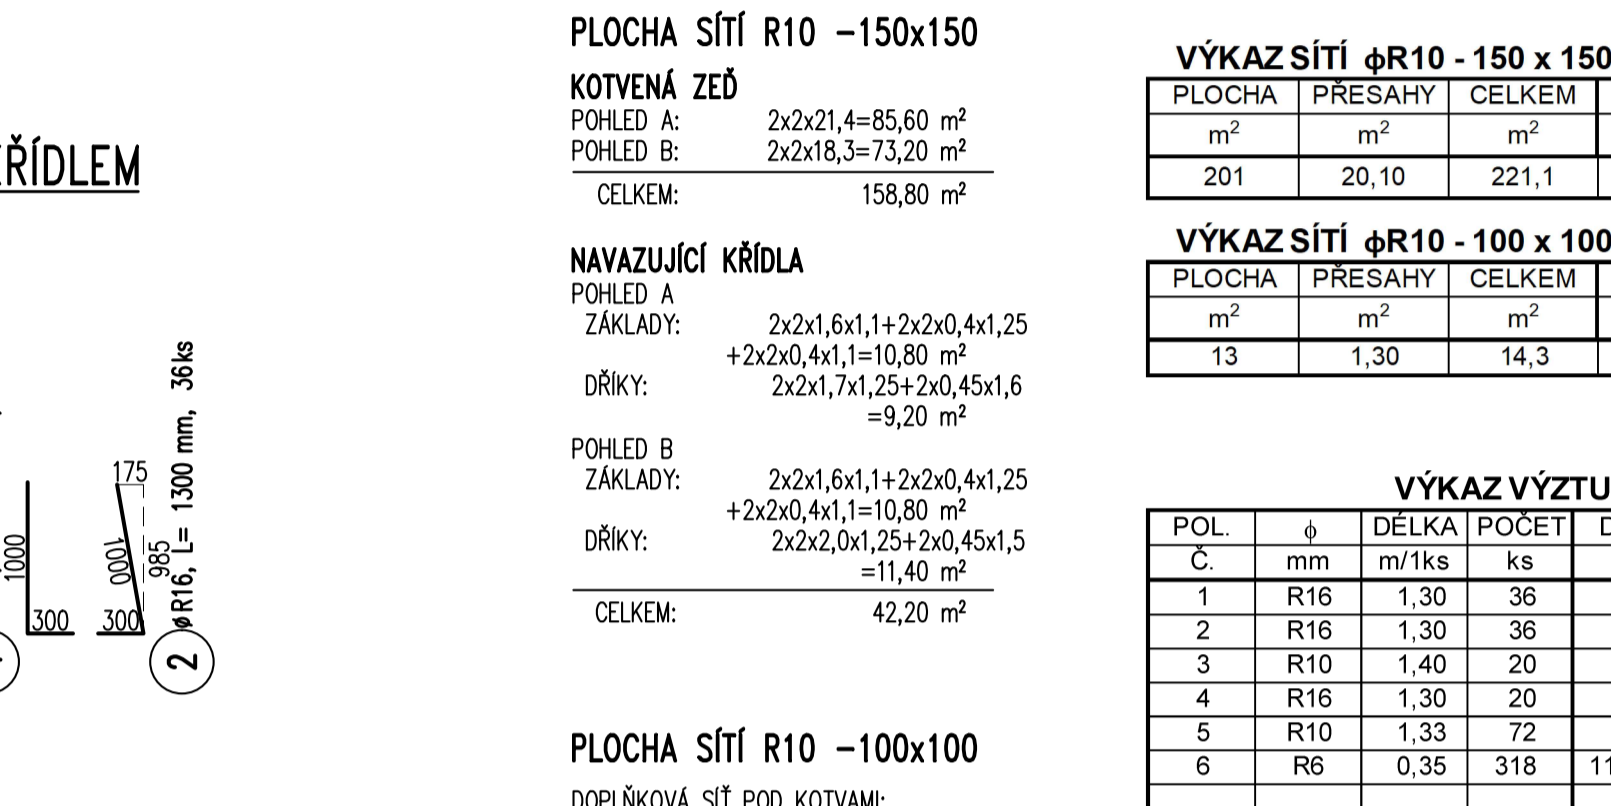 ŘÍDLEM
1000
300
175
1000
985
300
φR16, L= 1300 mm, 36ks
2
PLOCHA SÍTÍ R10 –150x150
KOTVENÁ ZEĎ
POHLED A: 2x2x21,4=85,60 m²
POHLED B: 2x2x18,3=73,20 m²
CELKEM: 158,80 m²
NAVAZUJÍCÍ KŘÍDLA
POHLED A
ZÁKLADY: 2x2x1,6x1,1+2x2x0,4x1,25
+2x2x0,4x1,1=10,80 m²
DŘÍKY: 2x2x1,7x1,25+2x0,45x1,6
=9,20 m²
POHLED B
ZÁKLADY: 2x2x1,6x1,1+2x2x0,4x1,25
+2x2x0,4x1,1=10,80 m²
DŘÍKY: 2x2x2,0x1,25+2x0,45x1,5
=11,40 m²
CELKEM: 42,20 m²
PLOCHA SÍTÍ R10 –100x100
DOPLŇKOVÁ SÍŤ POD KOTVAMI:
VÝKAZ SÍTÍ ϕR10 - 150 x 150
PLOCHA PŘESAHY CELKEM
m² m² m²
201 20,10 221,1
VÝKAZ SÍTÍ ϕR10 - 100 x 100
PLOCHA PŘESAHY CELKEM
m² m² m²
13 1,30 14,3
VÝKAZ VÝZTU
POL. ϕ DÉLKA POČET D
Č. mm m/1ks ks
1 R16 1,30 36
2 R16 1,30 36
3 R10 1,40 20
4 R16 1,30 20
5 R10 1,33 72
6 R6 0,35 318 11